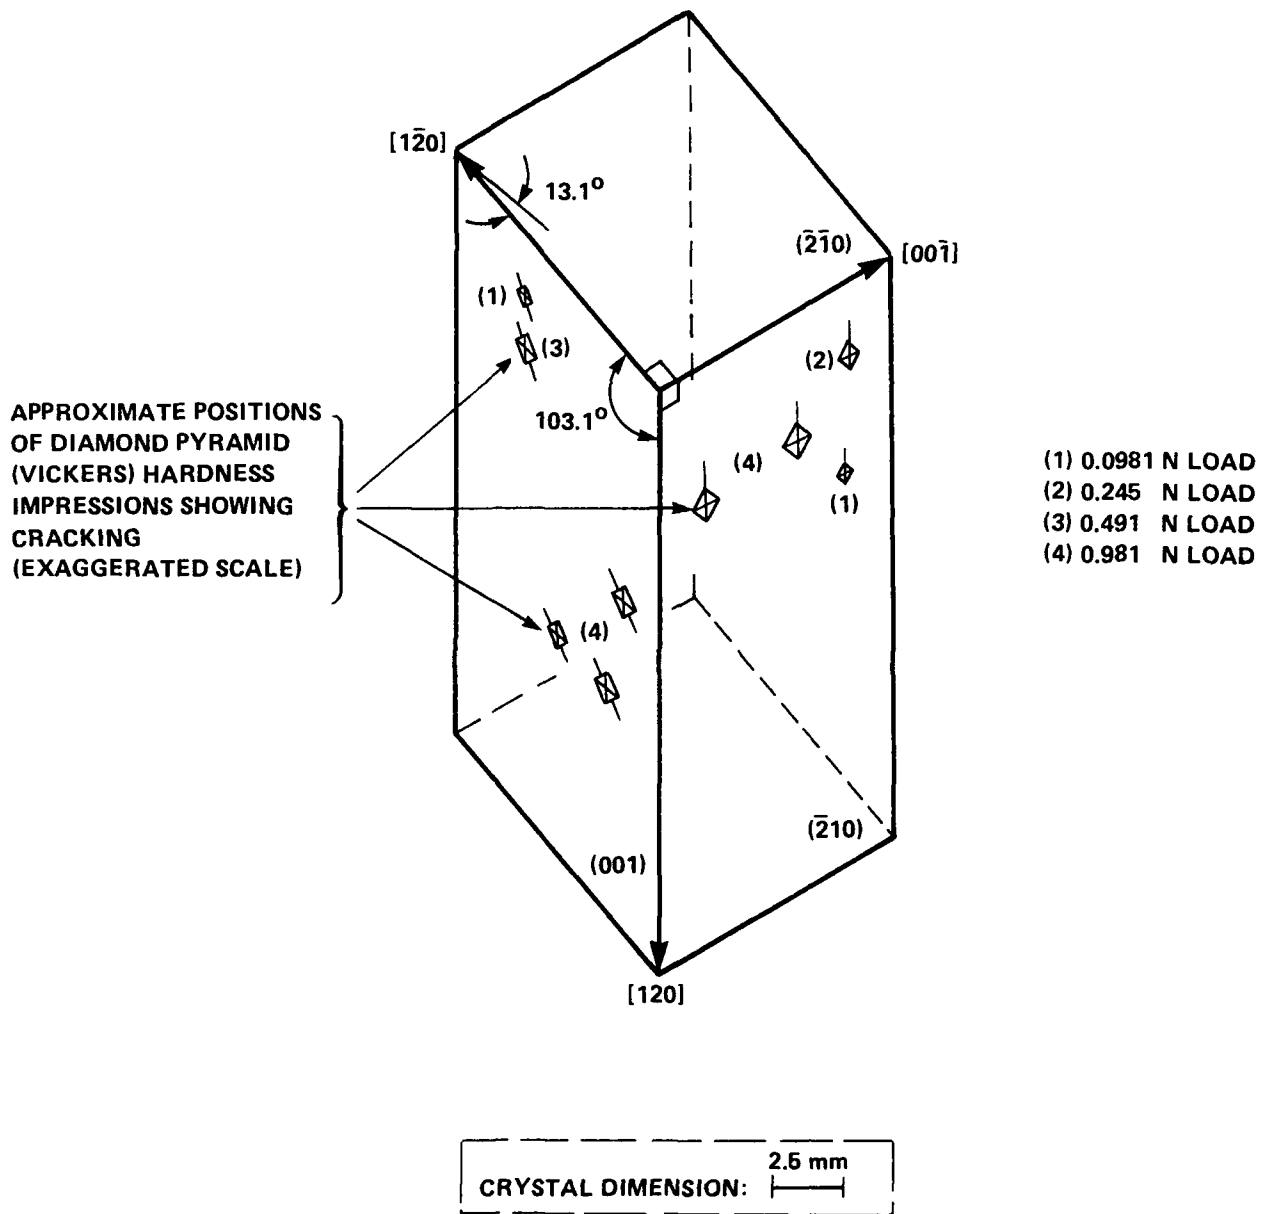 [12̄0]
13.1°
(2̄1̄0)
[001̄]
(1)
(3)
(2)
103.1°
(4)
(1)
APPROXIMATE POSITIONS
OF DIAMOND PYRAMID
(VICKERS) HARDNESS
IMPRESSIONS SHOWING
CRACKING
(EXAGGERATED SCALE)
(1) 0.0981 N LOAD
(2) 0.245 N LOAD
(3) 0.491 N LOAD
(4) 0.981 N LOAD
(4)
(2̄10)
(001)
[120]
2.5 mm
CRYSTAL DIMENSION: